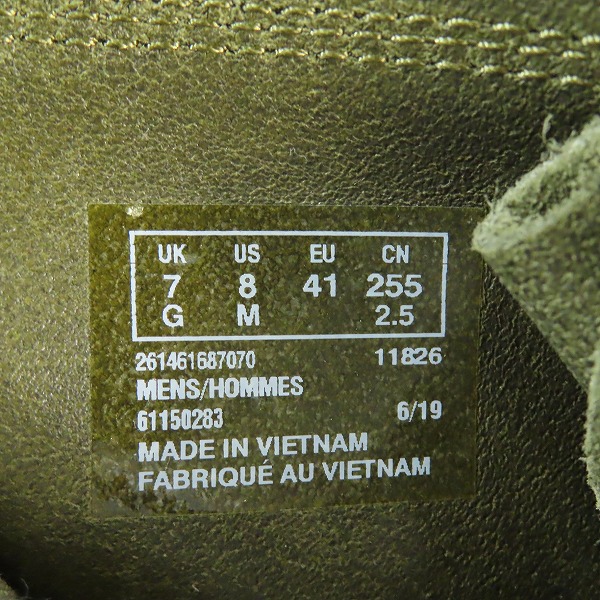 UK US EU CN
7 8 41 255
G M 2.5
261461687070 11826
MENS/HOMMES
61150283 6/19
MADE IN VIETNAM
FABRIQUÉ AU VIETNAM